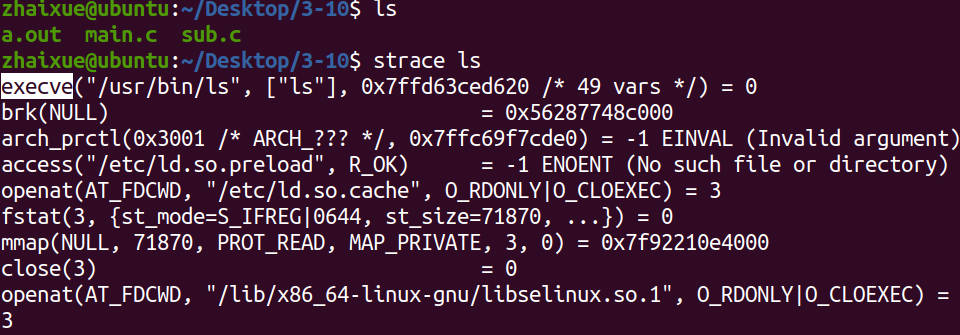 zhaixue@ubuntu:~/Desktop/3-10$ ls
a.out  main.c  sub.c
zhaixue@ubuntu:~/Desktop/3-10$ strace ls
execve("/usr/bin/ls", ["ls"], 0x7ffd63ced620 /* 49 vars */) = 0
brk(NULL)                               = 0x56287748c000
arch_prctl(0x3001 /* ARCH_??? */, 0x7ffc69f7cde0) = -1 EINVAL (Invalid argument)
access("/etc/ld.so.preload", R_OK)      = -1 ENOENT (No such file or directory)
openat(AT_FDCWD, "/etc/ld.so.cache", O_RDONLY|O_CLOEXEC) = 3
fstat(3, {st_mode=S_IFREG|0644, st_size=71870, ...}) = 0
mmap(NULL, 71870, PROT_READ, MAP_PRIVATE, 3, 0) = 0x7f92210e4000
close(3)                                = 0
openat(AT_FDCWD, "/lib/x86_64-linux-gnu/libselinux.so.1", O_RDONLY|O_CLOEXEC) =
3